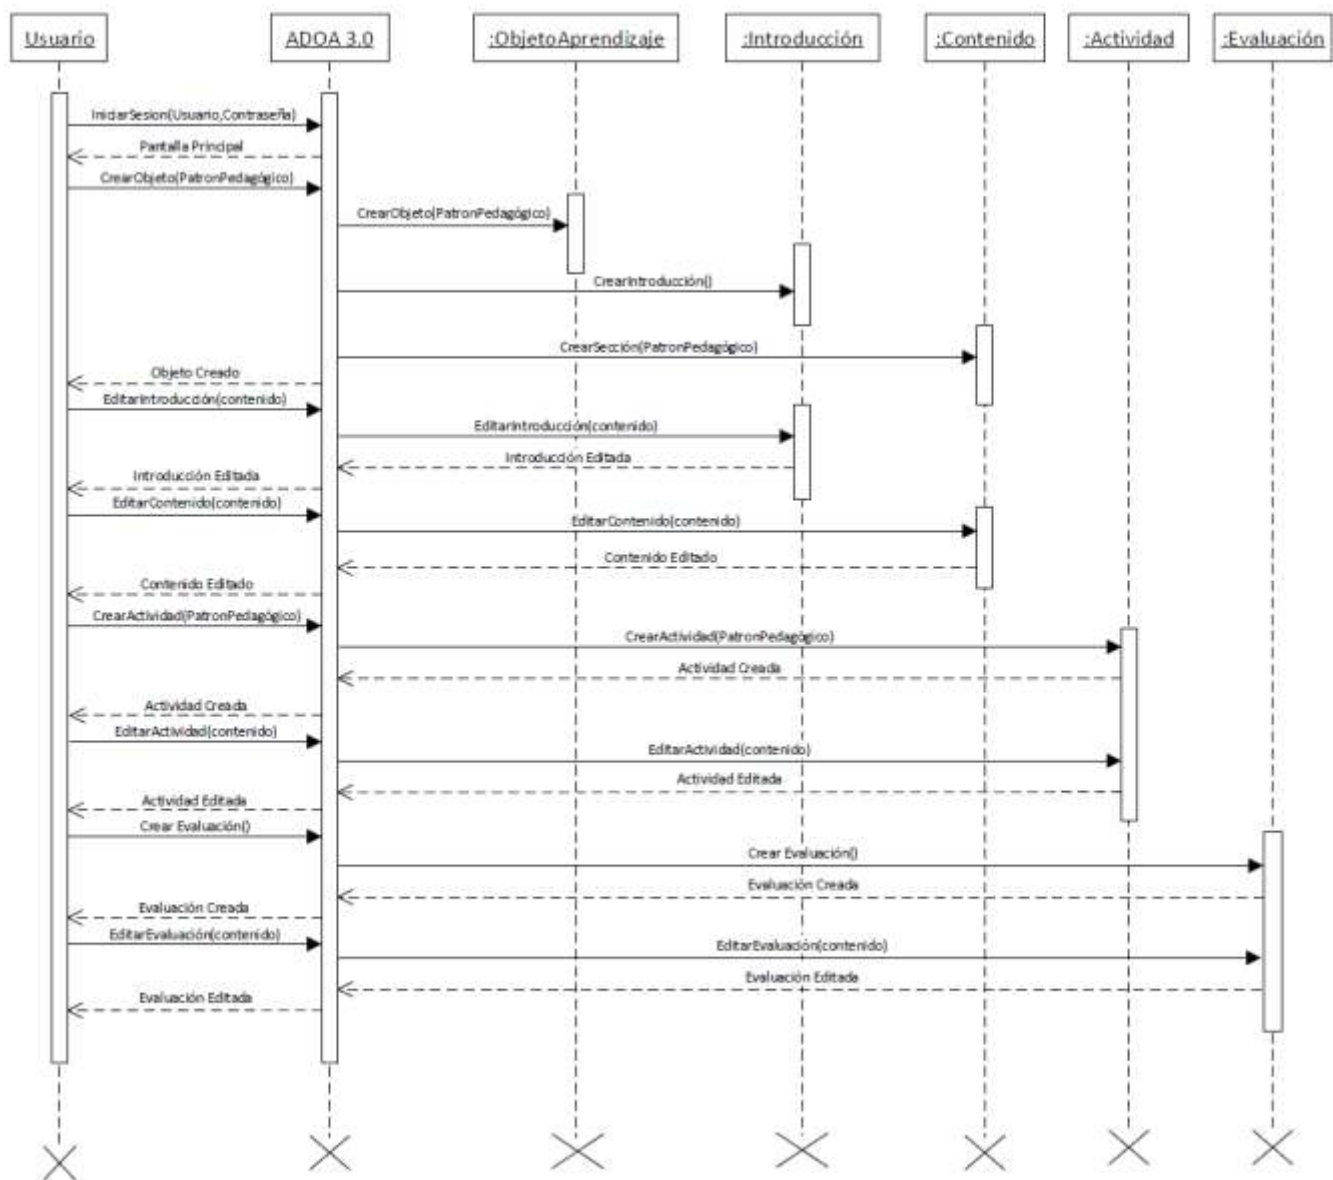 Usuario
ADOA 3.0
:ObjetoAprendizaje
:Introducción
:Contenido
:Actividad
:Evaluación
IniciarSesion(Usuario,Contraseña)
Pantalla Principal
CrearObjeto(PatronPedagógico)
CrearObjeto(PatronPedagógico)
CrearIntroducción()
CrearSección(PatronPedagógico)
Objeto Creado
EditarIntroducción(contenido)
EditarIntroducción(contenido)
Introducción Editada
Introducción Editada
EditarContenido(contenido)
EditarContenido(contenido)
Contenido Editado
Contenido Editado
CrearActividad(PatronPedagógico)
CrearActividad(PatronPedagógico)
Actividad Creada
Actividad Creada
EditarActividad(contenido)
EditarActividad(contenido)
Actividad Editada
Actividad Editada
Crear Evaluación()
Crear Evaluación()
Evaluación Creada
Evaluación Creada
EditarEvaluación(contenido)
EditarEvaluación(contenido)
Evaluación Editada
Evaluación Editada